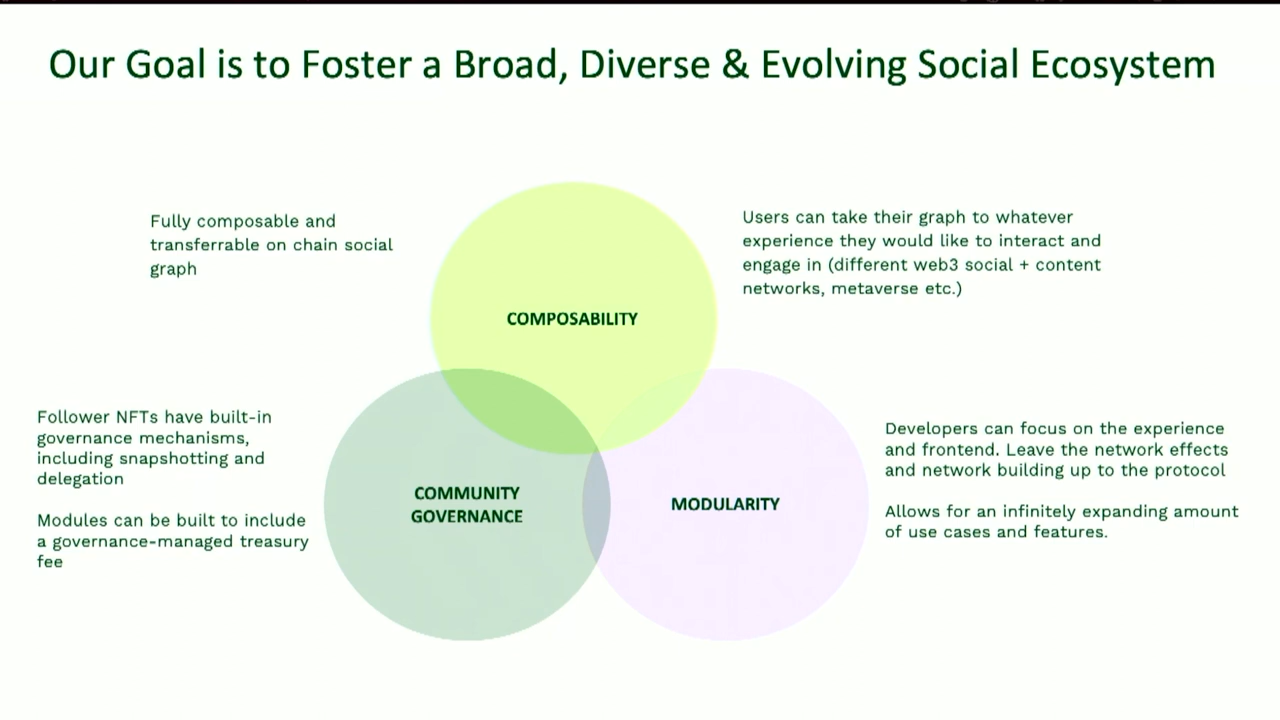 Our Goal is to Foster a Broad, Diverse & Evolving Social Ecosystem
Fully composable and
transferrable on chain social
graph
Users can take their graph to whatever
experience they would like to interact and
engage in (different web3 social + content
networks, metaverse etc.)
COMPOSABILITY
Follower NFTs have built-in
governance mechanisms,
including snapshotting and
delegation
Modules can be built to include
a governance-managed treasury
fee
COMMUNITY
GOVERNANCE
MODULARITY
Developers can focus on the experience
and frontend. Leave the network effects
and network building up to the protocol
Allows for an infinitely expanding amount
of use cases and features.